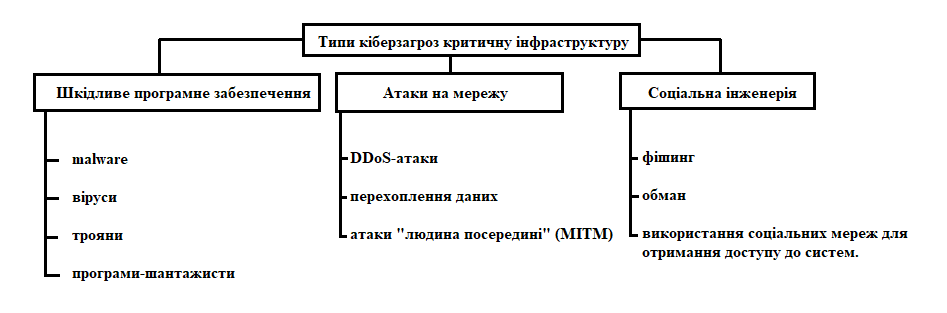 Типи кіберзагроз критичну інфраструктуру
Шкідливе програмне забезпечення
malware
віруси
трояни
програми-шантажисти
Атаки на мережу
DDoS-атаки
перехоплення даних
атаки "людина посередині" (MITM)
Соціальна інженерія
фішинг
обман
використання соціальних мереж для
отримання доступу до систем.